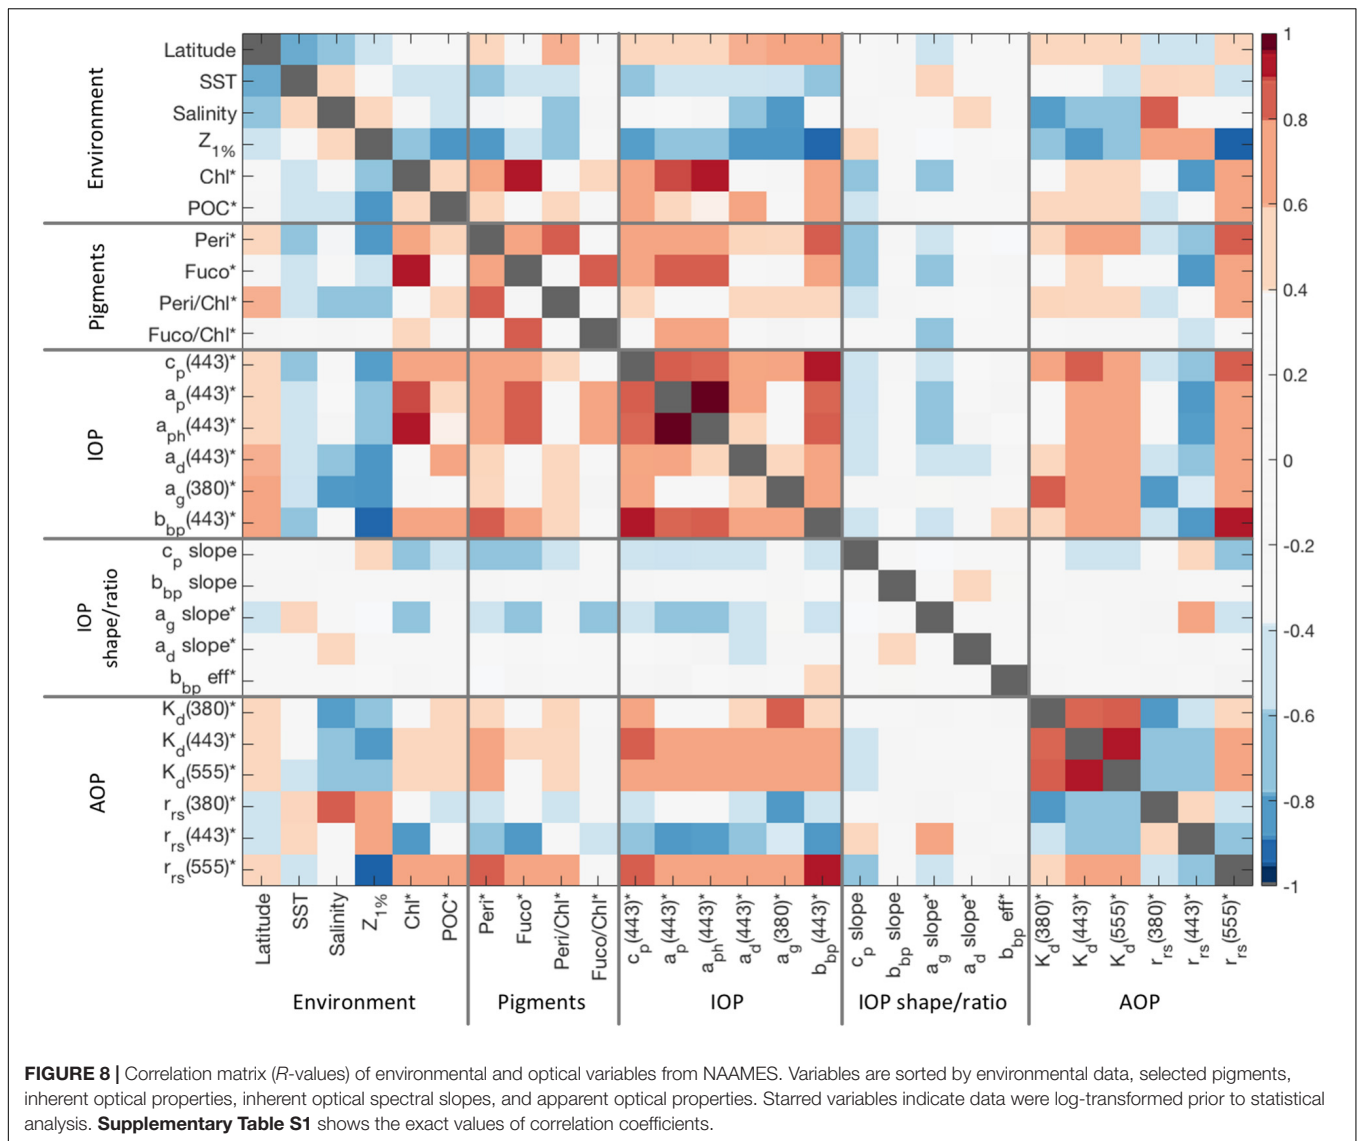 Environment
Latitude
SST
Salinity
Z1%
Chl*
POC*
Pigments
Peri*
Fuco*
Peri/Chl*
Fuco/Chl*
IOP
cp(443)*
ap(443)*
aph(443)*
ad(443)*
ag(380)*
bbp(443)*
IOP
shape/ratio
cp slope
bbp slope
ag slope*
ad slope*
bbp eff*
AOP
Kd(380)*
Kd(443)*
Kd(555)*
rrs(380)*
rrs(443)*
rrs(555)*
1
0.8
0.6
0.4
0.2
0
-0.2
-0.4
-0.6
-0.8
-1
Latitude
SST
Salinity
Z1%
Chl*
POC*
Peri*
Fuco*
Peri/Chl*
Fuco/Chl*
cp(443)*
ap(443)*
aph(443)*
ad(443)*
ag(380)*
bbp(443)*
cp slope
bbp slope
ag slope*
ad slope*
bbp eff*
Kd(380)*
Kd(443)*
Kd(555)*
rrs(380)*
rrs(443)*
rrs(555)*
Environment
Pigments
IOP
IOP shape/ratio
AOP
FIGURE 8 | Correlation matrix (R-values) of environmental and optical variables from NAAMES. Variables are sorted by environmental data, selected pigments,
inherent optical properties, inherent optical spectral slopes, and apparent optical properties. Starred variables indicate data were log-transformed prior to statistical
analysis. Supplementary Table S1 shows the exact values of correlation coefficients.